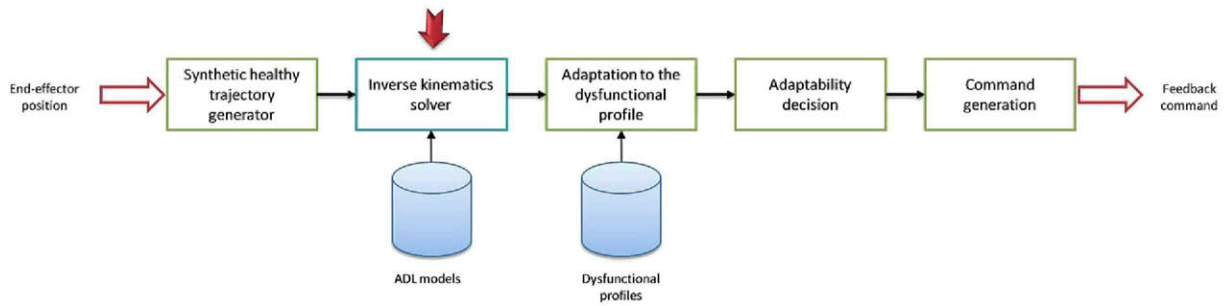 End-effector
position
Synthetic healthy
trajectory
generator
Inverse kinematics
solver
Adaptation to the
dysfunctional
profile
Adaptability
decision
Command
generation
Feedback
command
ADL models
Dysfunctional
profiles